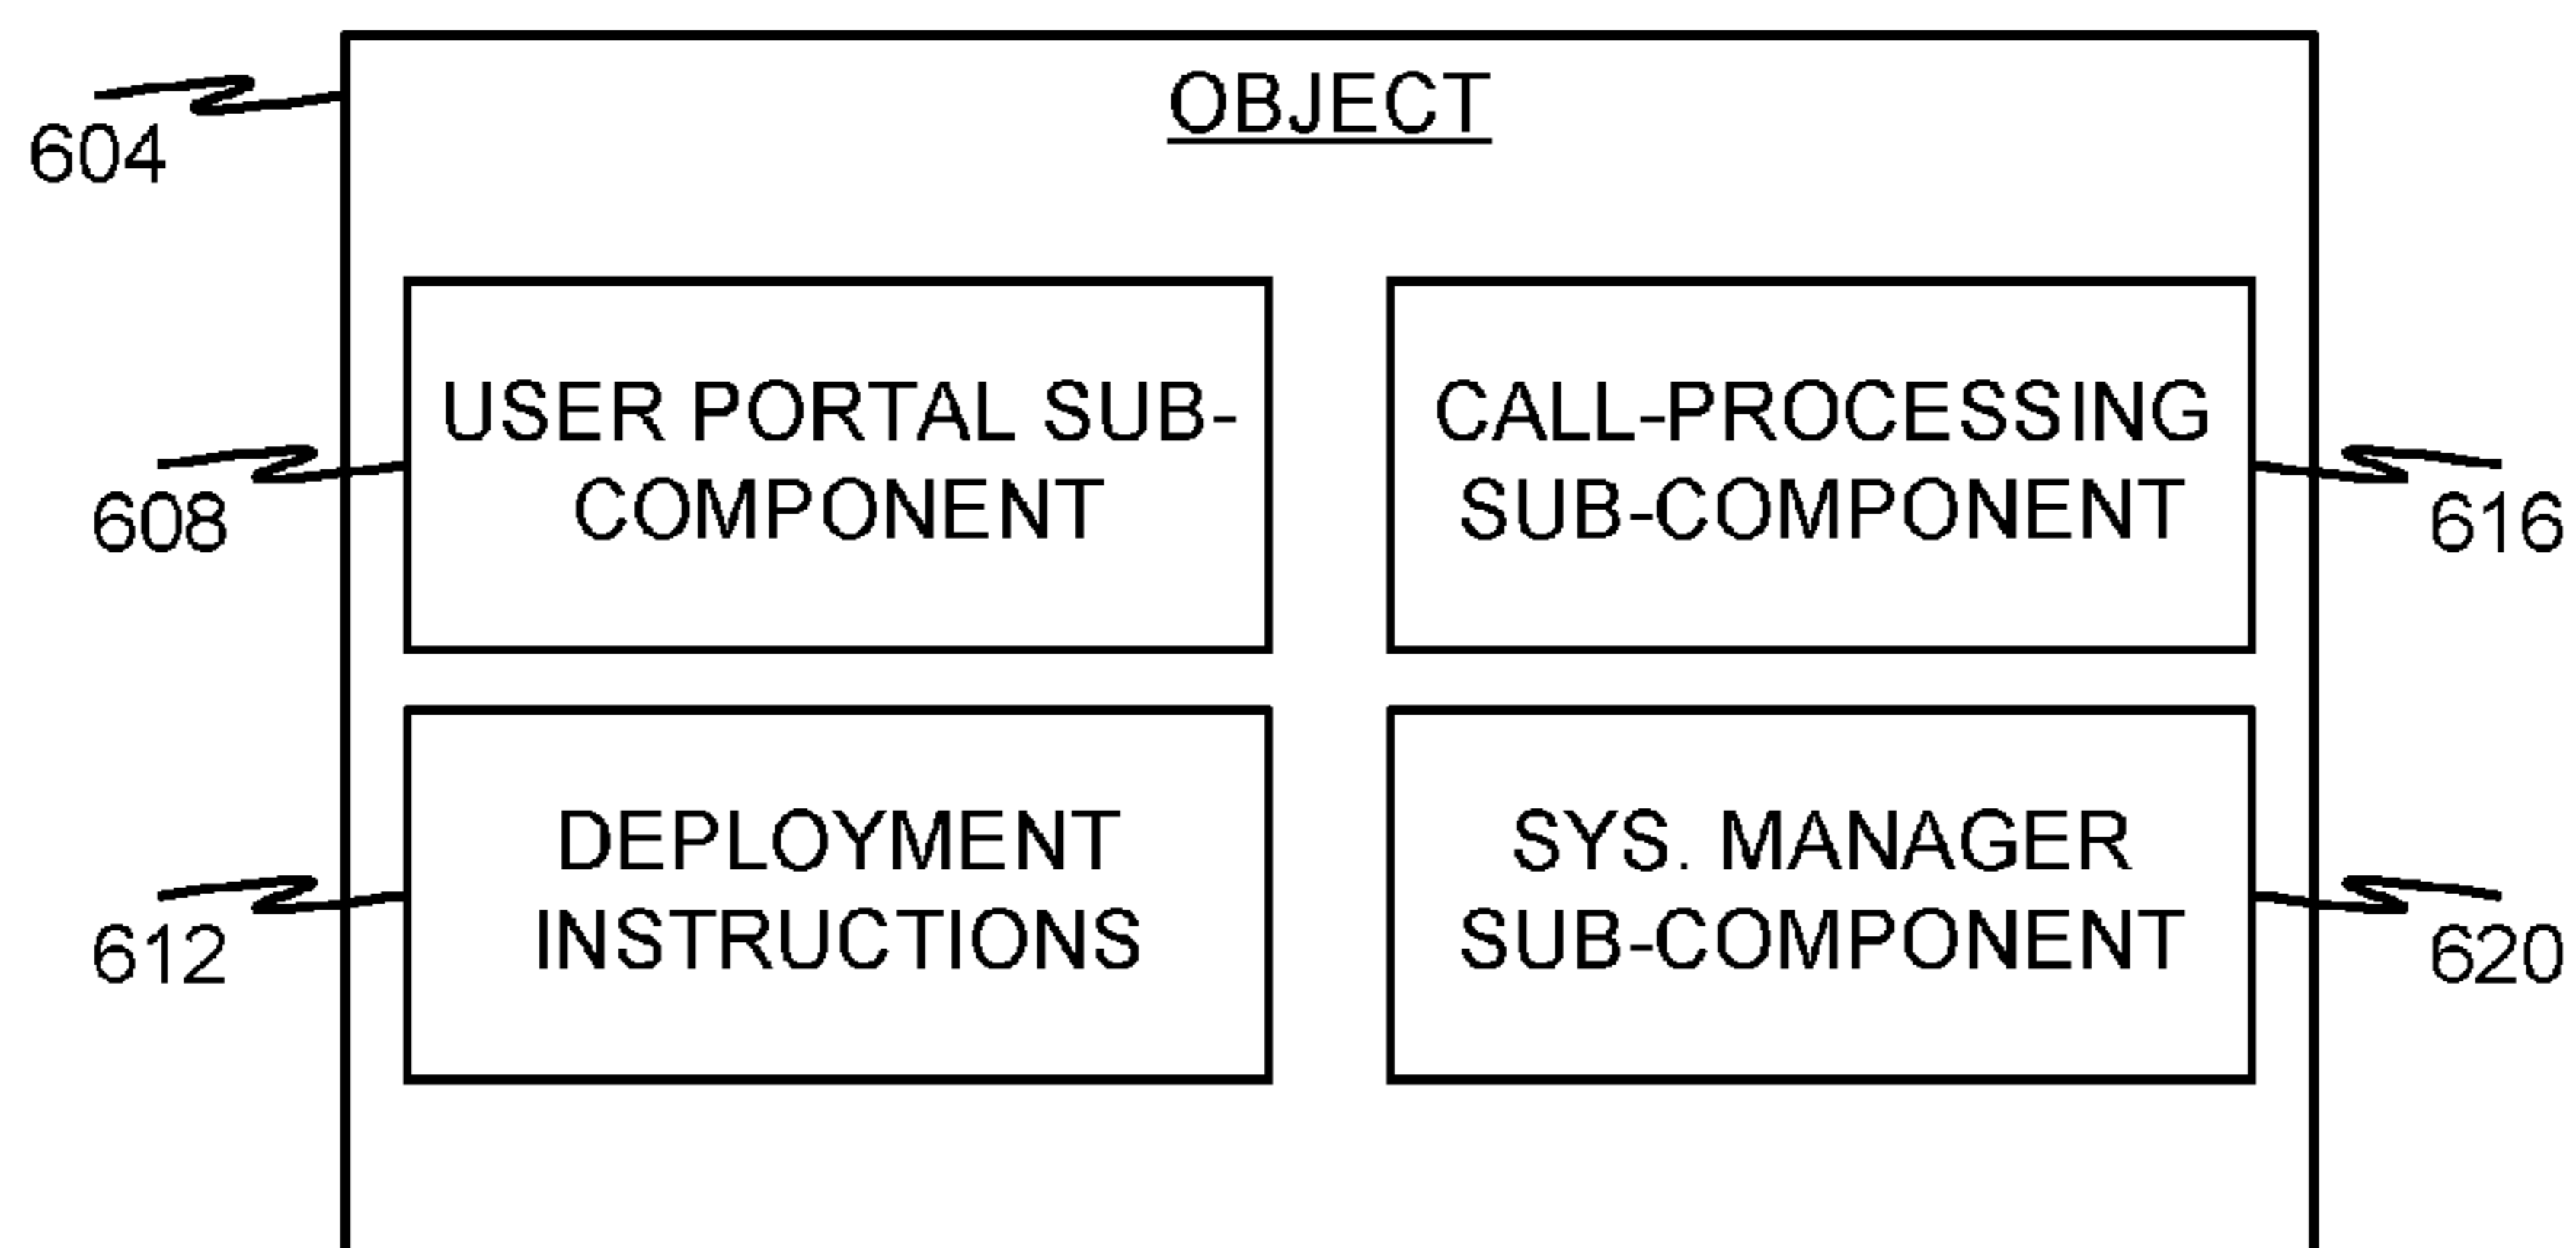 OBJECT
604
USER PORTAL SUB-
COMPONENT
608
CALL-PROCESSING
SUB-COMPONENT
616
DEPLOYMENT
INSTRUCTIONS
612
SYS. MANAGER
SUB-COMPONENT
620